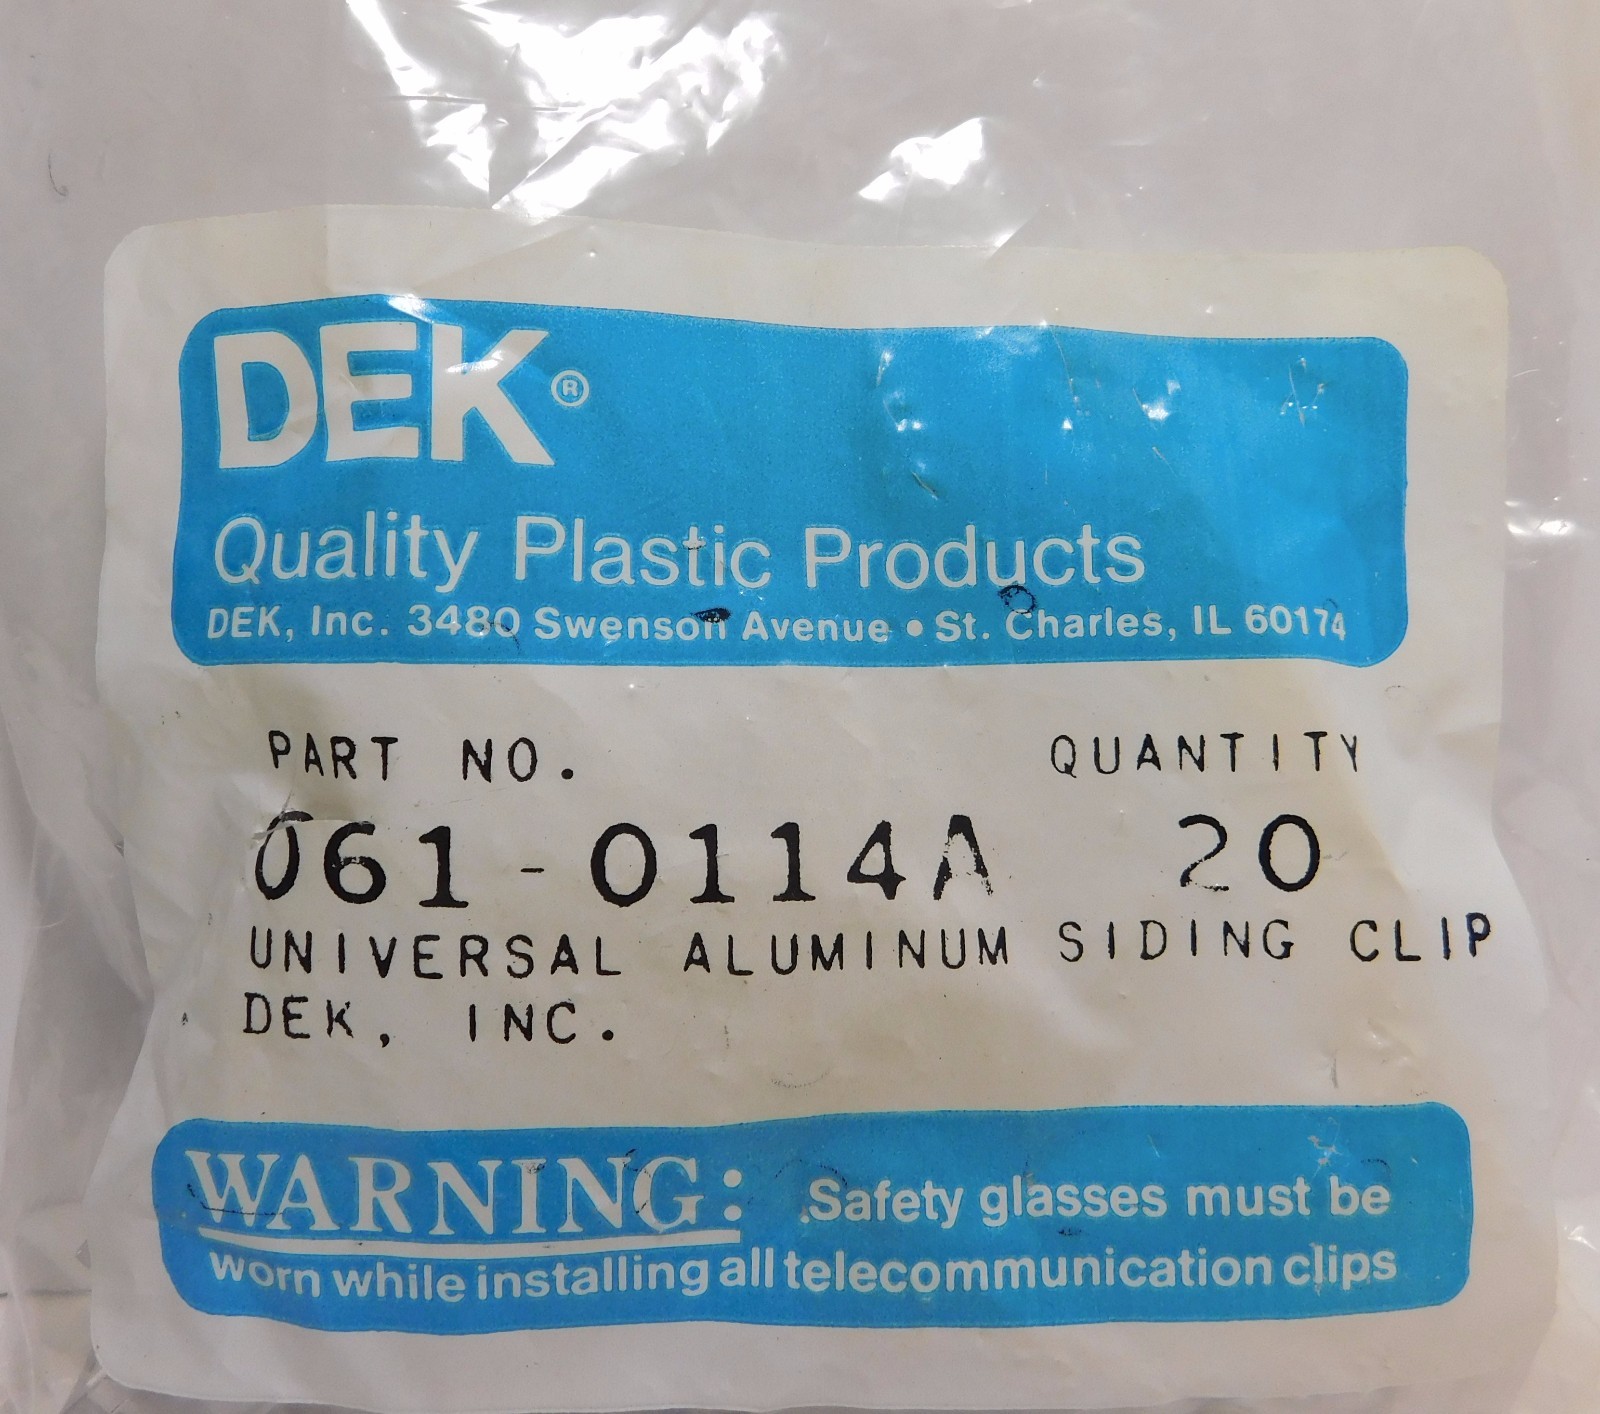 DEK®
Quality Plastic Products
DEK, Inc. 3480 Swenson Avenue • St. Charles, IL 60174
PART NO. QUANTITY
061-0114A 20
UNIVERSAL ALUMINUM SIDING CLIP
DEK, INC.
WARNING: Safety glasses must be
worn while installing all telecommunication clips